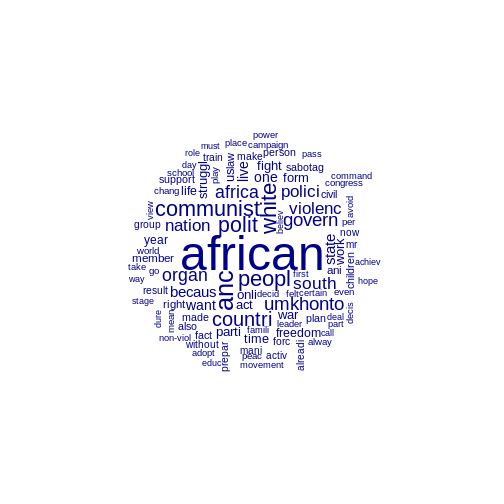 power
must place campaign
role train make person pass
day uslaw fight sabotag
school play live one form command
support struggl congress
chang life africa polici civil
view communist white violenc avoid
group nation polit believ govern per
year now
world african state work mr
member ani achiev
take go organ anc peopl first south children hope
way
result becaus onli decid felt certain even
stage right want act umkhonto
mean made countri war plan deal decis
dure also parti famili leader freedom call part
non-viol fact time forc alway
without mani
adopt prepar peac activ alreadi
educ movement